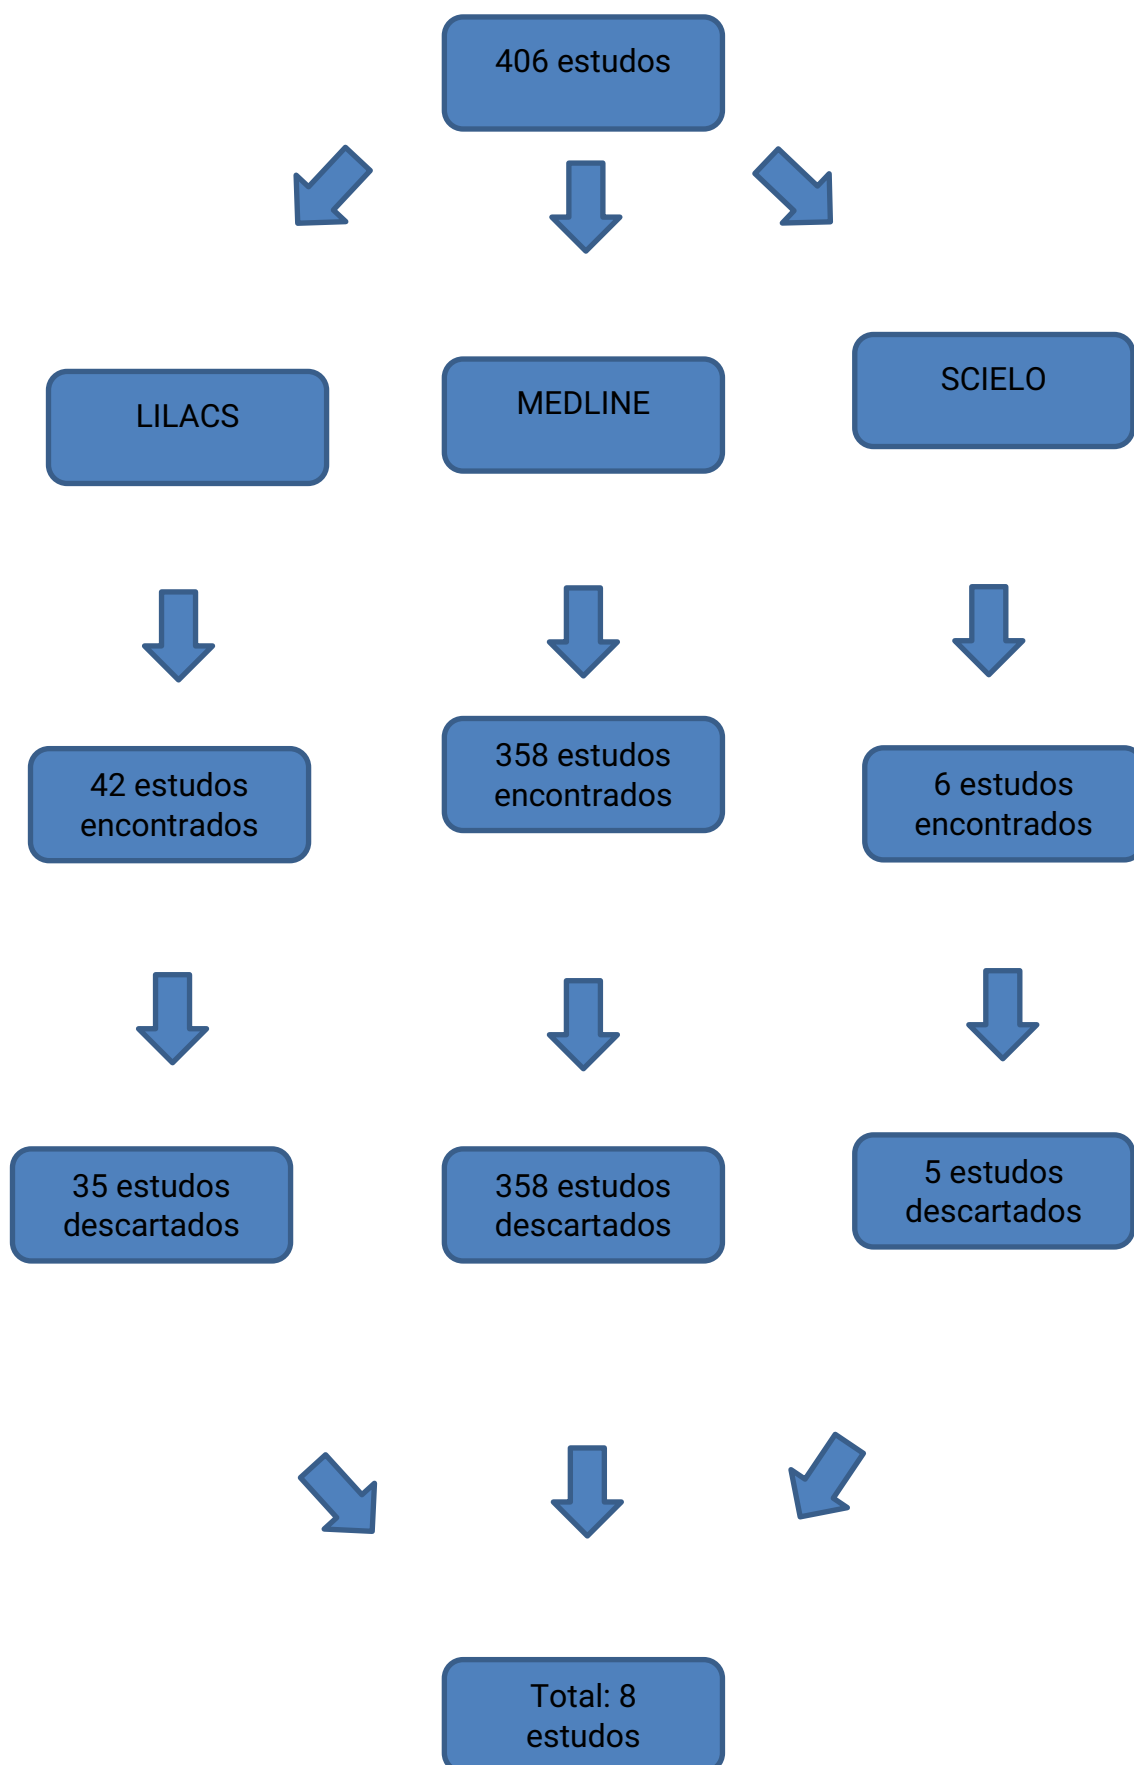 406 estudos
LILACS
MEDLINE
SCIELO
42 estudos
encontrados
358 estudos
encontrados
6 estudos
encontrados
35 estudos
descartados
358 estudos
descartados
5 estudos
descartados
Total: 8
estudos